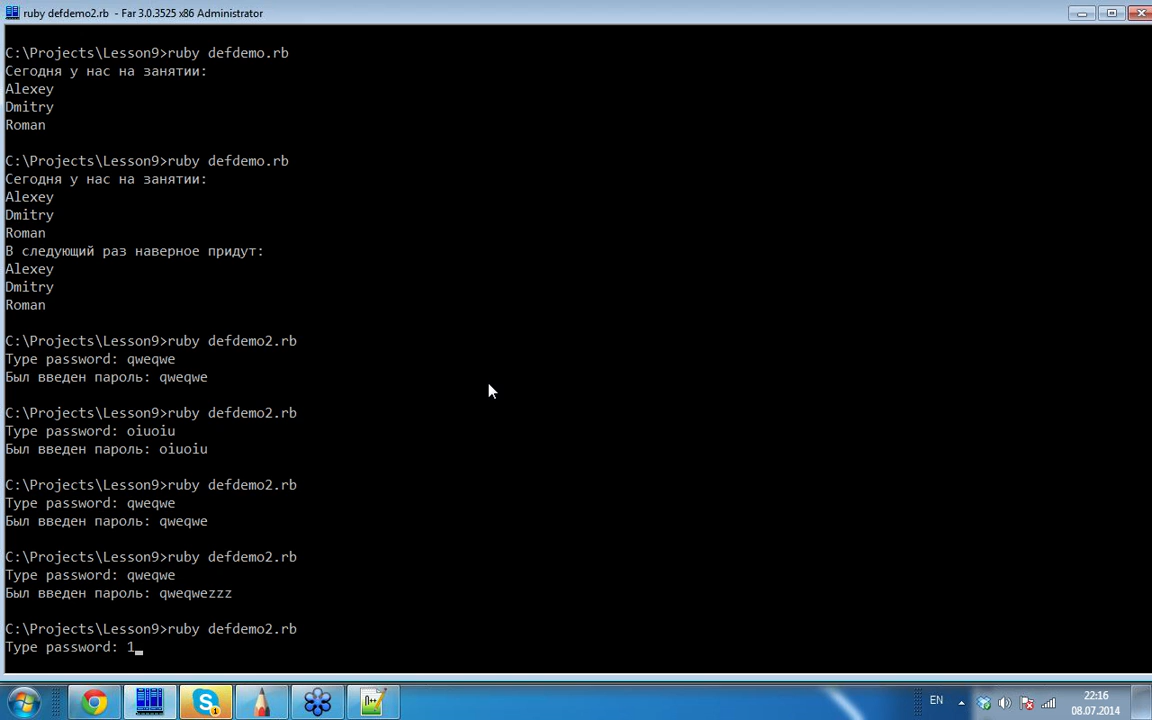 ruby defdemo2.rb - Far 3.0.3525 x86 Administrator
C:\Projects\Lesson9>ruby defdemo.rb
Сегодня у нас на занятии:
Alexey
Dmitry
Roman
C:\Projects\Lesson9>ruby defdemo.rb
Сегодня у нас на занятии:
Alexey
Dmitry
Roman
В следующий раз наверное придут:
Alexey
Dmitry
Roman
C:\Projects\Lesson9>ruby defdemo2.rb
Type password: qweqwe
Был введен пароль: qweqwe
C:\Projects\Lesson9>ruby defdemo2.rb
Type password: oiuoiu
Был введен пароль: oiuoiu
C:\Projects\Lesson9>ruby defdemo2.rb
Type password: qweqwe
Был введен пароль: qweqwe
C:\Projects\Lesson9>ruby defdemo2.rb
Type password: qweqwe
Был введен пароль: qweqwezzz
C:\Projects\Lesson9>ruby defdemo2.rb
Type password: 1_
EN
22:16
08.07.2014